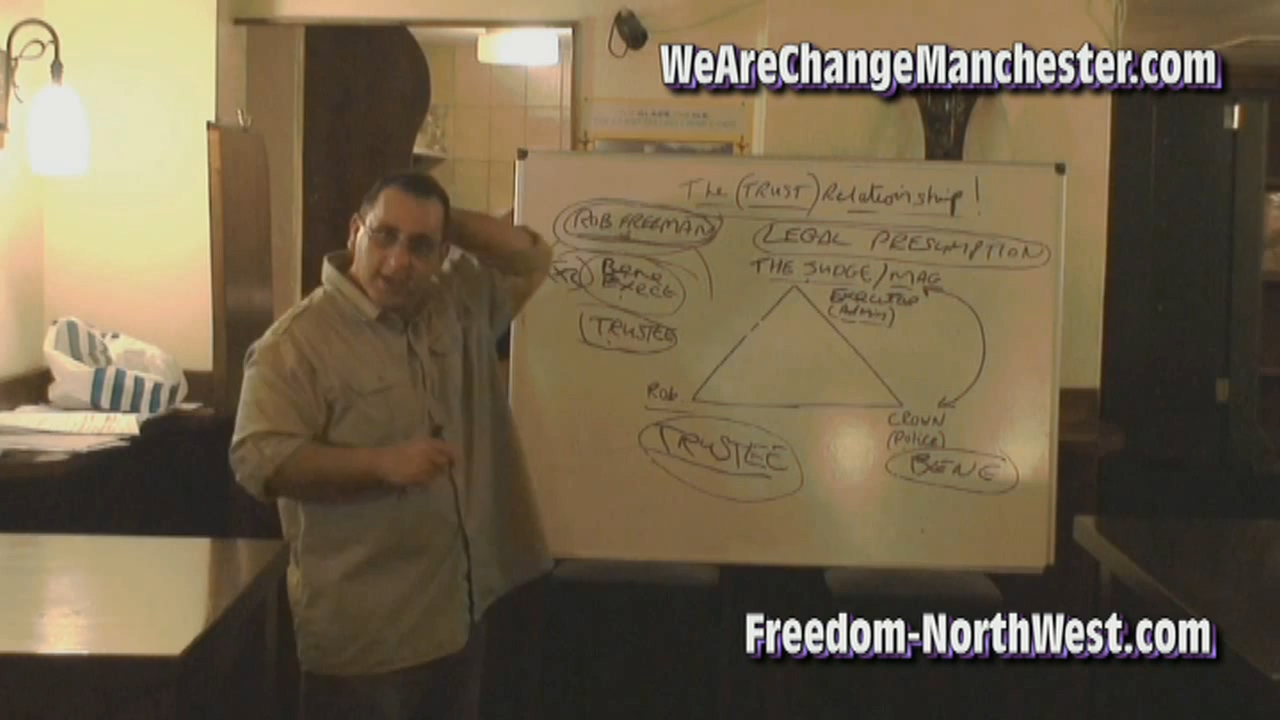 WeAreChangeManchester.com
The (TRUST) Relationship!
ROB FREEMAN
LEGAL PRESUMPTION
THE JUDGE/MAG
BENE
EXECUTOR
(Admin)
TRUSTEE
Rob
CROWN
(Police)
TRUSTEE
BENE
Freedom-NorthWest.com